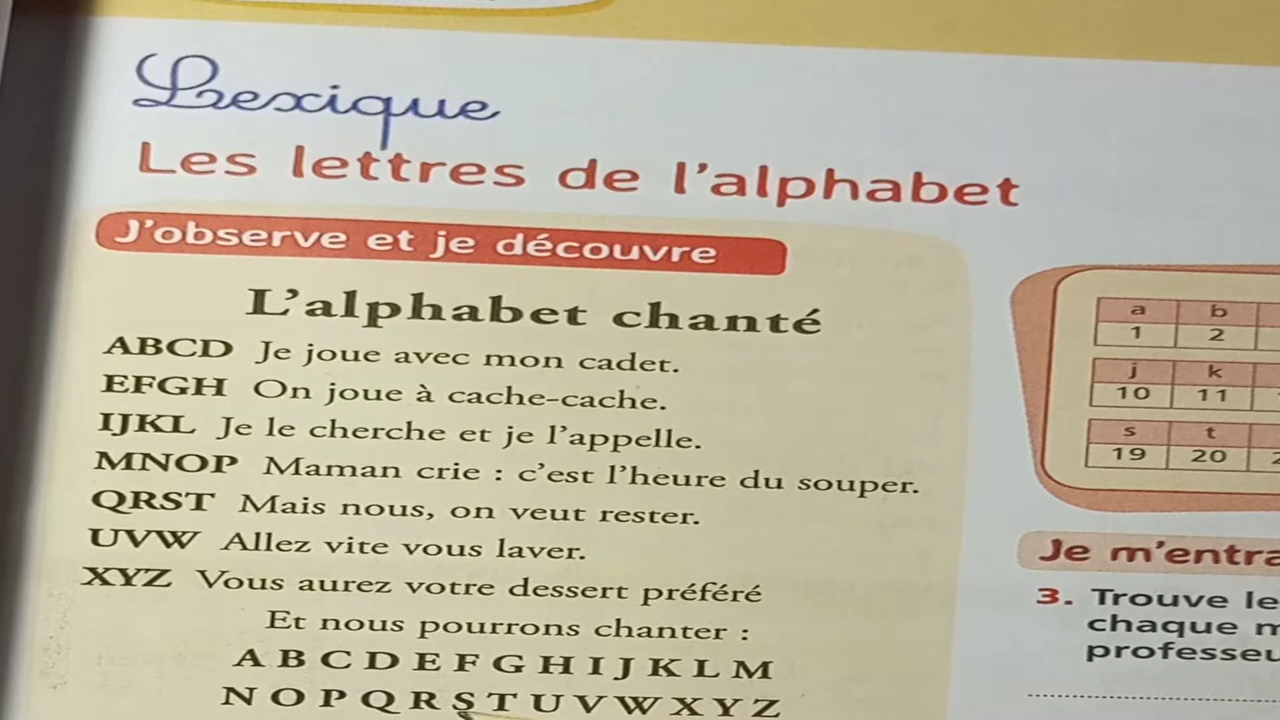 Lexique
Les lettres de l'alphabet
J'observe et je découvre
L'alphabet chanté
ABCD Je joue avec mon cadet.
EFGH On joue à cache-cache.
IJKL Je le cherche et je l'appelle.
MNOP Maman crie : c'est l'heure du souper.
QRST Mais nous, on veut rester.
UVW Allez vite vous laver.
XYZ Vous aurez votre dessert préféré
Et nous pourrons chanter :
A B C D E F G H I J K L M
N O P Q R S T U V W X Y Z
a b
1 2
j k
10 11
s t
19 20
Je m'entra
3. Trouve le
chaque m
professeu